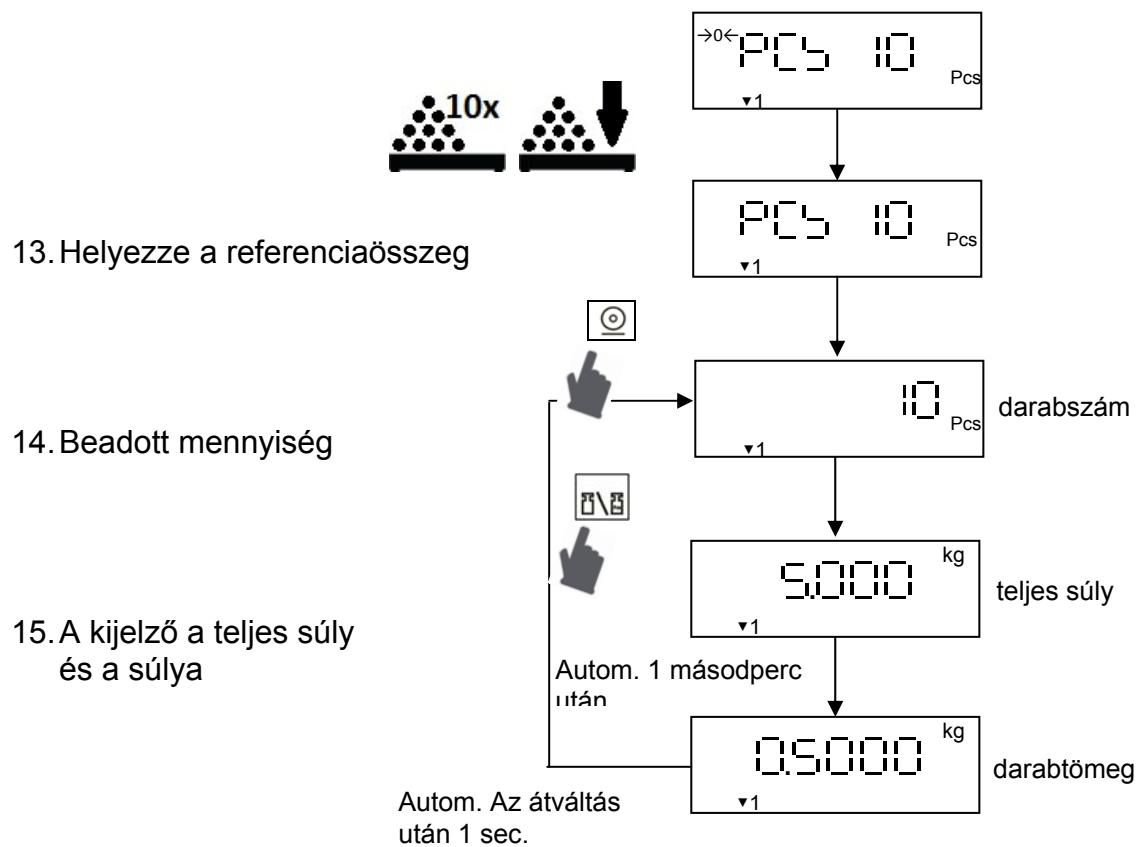 →0← PCS 10 Pcs
▼1
10x
PCS 10 Pcs
▼1
13. Helyezze a referenciaösszeg
10 Pcs
▼1
darabszám
14. Beadott mennyiség
5.000 kg
▼1
teljes súly
15. A kijelző a teljes súly
és a súlya
Autom. 1 másodperc
után
0.5000 kg
▼1
darabtömeg
Autom. Az átváltás
után 1 sec.